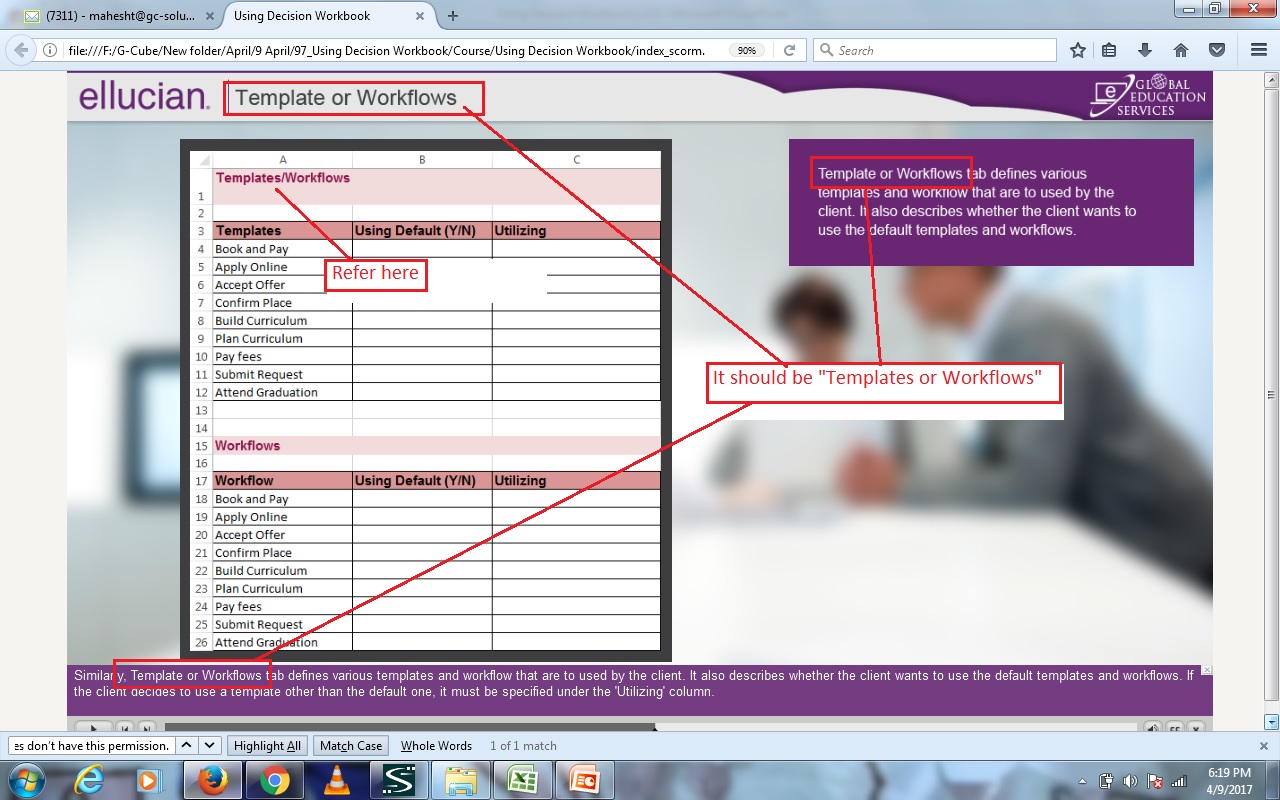 (7311) - mahesht@gc-solu... ×
Using Decision Workbook × +
file:///F:/G-Cube/New folder/April/9 April/97_Using Decision Workbook/Course/Using Decision Workbook/index_scorm. 90% Search
ellucian. Template or Workflows
GLOBAL
EDUCATION
SERVICES
A B C
1 Templates/Workflows
2
3 Templates Using Default (Y/N) Utilizing
4 Book and Pay
5 Apply Online
6 Accept Offer
7 Confirm Place
8 Build Curriculum
9 Plan Curriculum
10 Pay fees
11 Submit Request
12 Attend Graduation
13
14
15 Workflows
16
17 Workflow Using Default (Y/N) Utilizing
18 Book and Pay
19 Apply Online
20 Accept Offer
21 Confirm Place
22 Build Curriculum
23 Plan Curriculum
24 Pay fees
25 Submit Request
26 Attend Graduation
Refer here
Template or Workflows tab defines various
templates and workflow that are to used by the
client. It also describes whether the client wants to
use the default templates and workflows.
It should be "Templates or Workflows"
Similarly, Template or Workflows tab defines various templates and workflow that are to used by the client. It also describes whether the client wants to use the default templates and workflows. If
the client decides to use a template other than the default one, it must be specified under the 'Utilizing' column.
es don't have this permission. Highlight All Match Case Whole Words 1 of 1 match
6:19 PM
4/9/2017